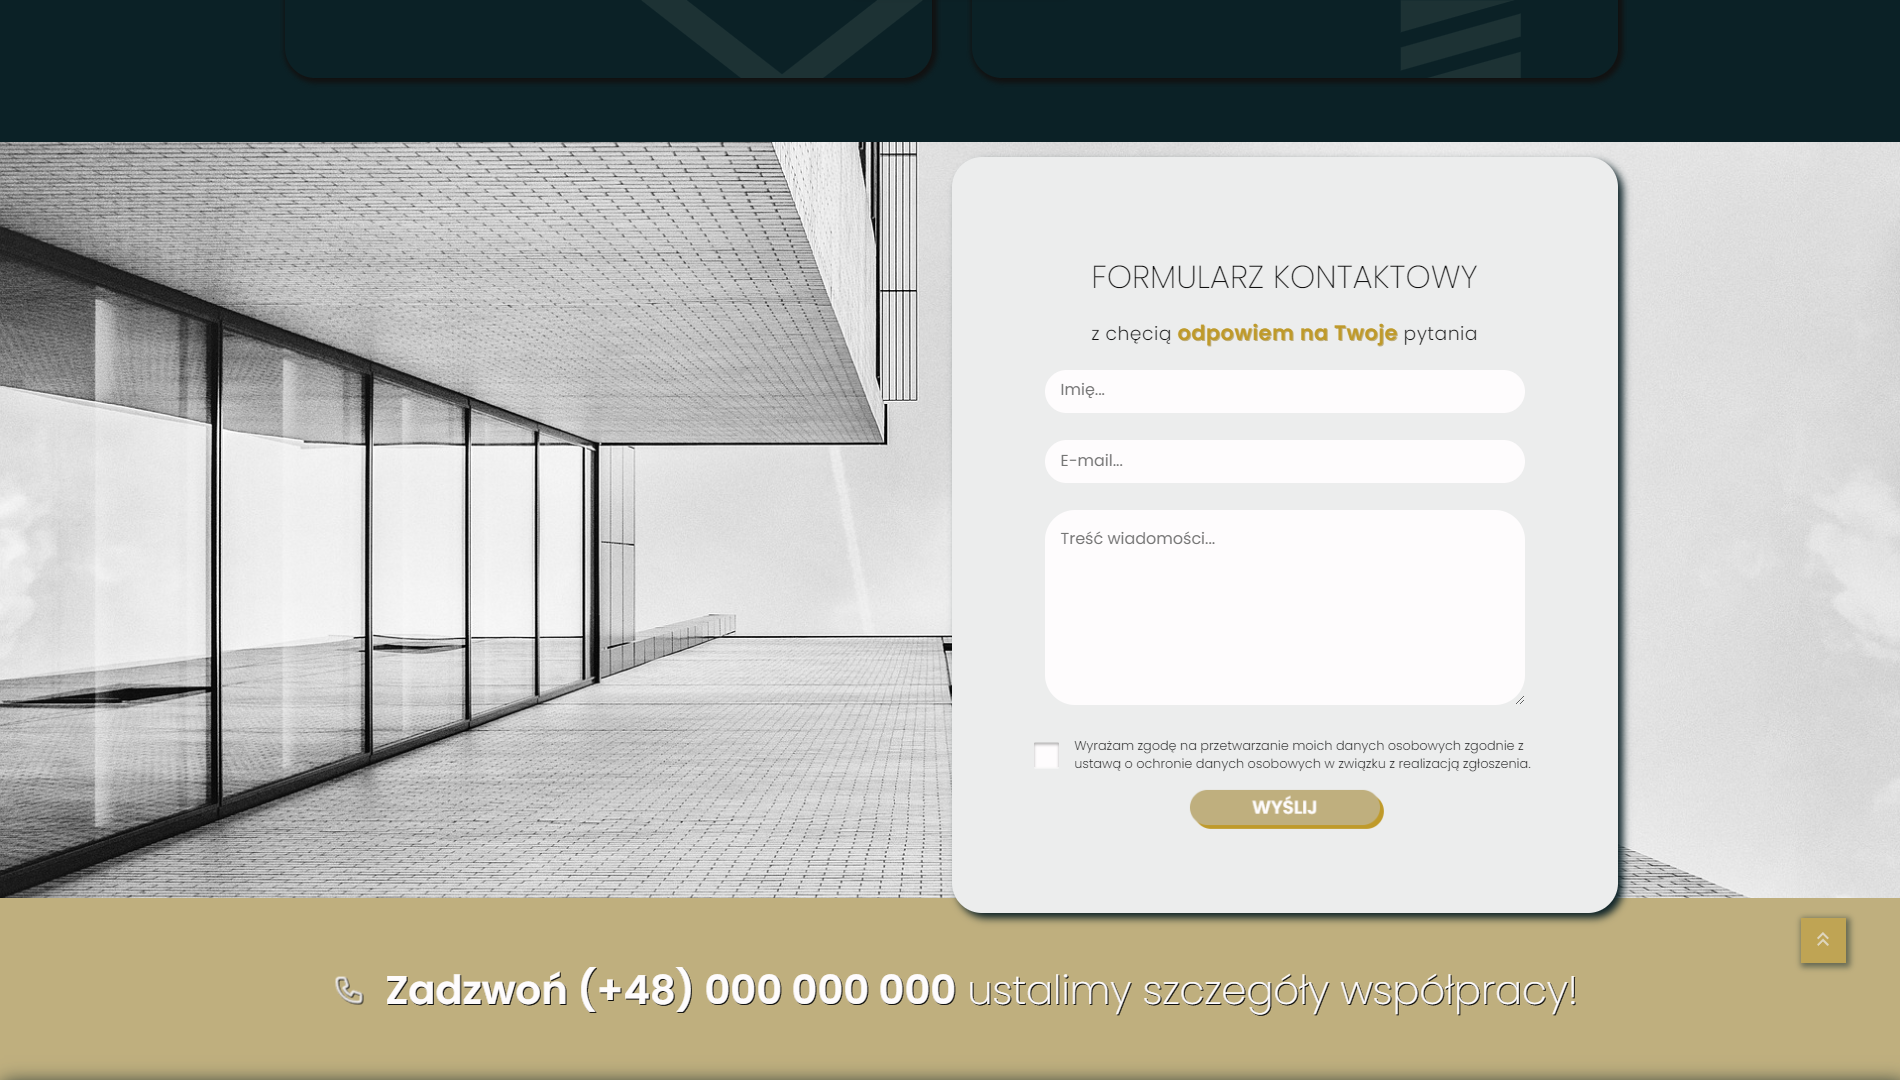 FORMULARZ KONTAKTOWY
z chęcią odpowiem na Twoje pytania
Imię...
E-mail...
Treść wiadomości...
Wyrażam zgodę na przetwarzanie moich danych osobowych zgodnie z
ustawą o ochronie danych osobowych w związku z realizacją zgłoszenia.
WYŚLIJ
Zadzwoń (+48) 000 000 000 ustalimy szczegóły współpracy!